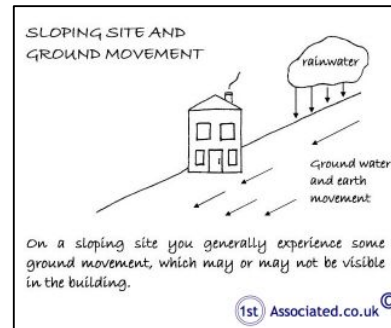 SLOPING SITE AND
GROUND MOVEMENT
rainwater
Ground water
and earth
movement
On a sloping site you generally experience some
ground movement, which may or may not be visible
in the building.
1st Associated.co.uk ©